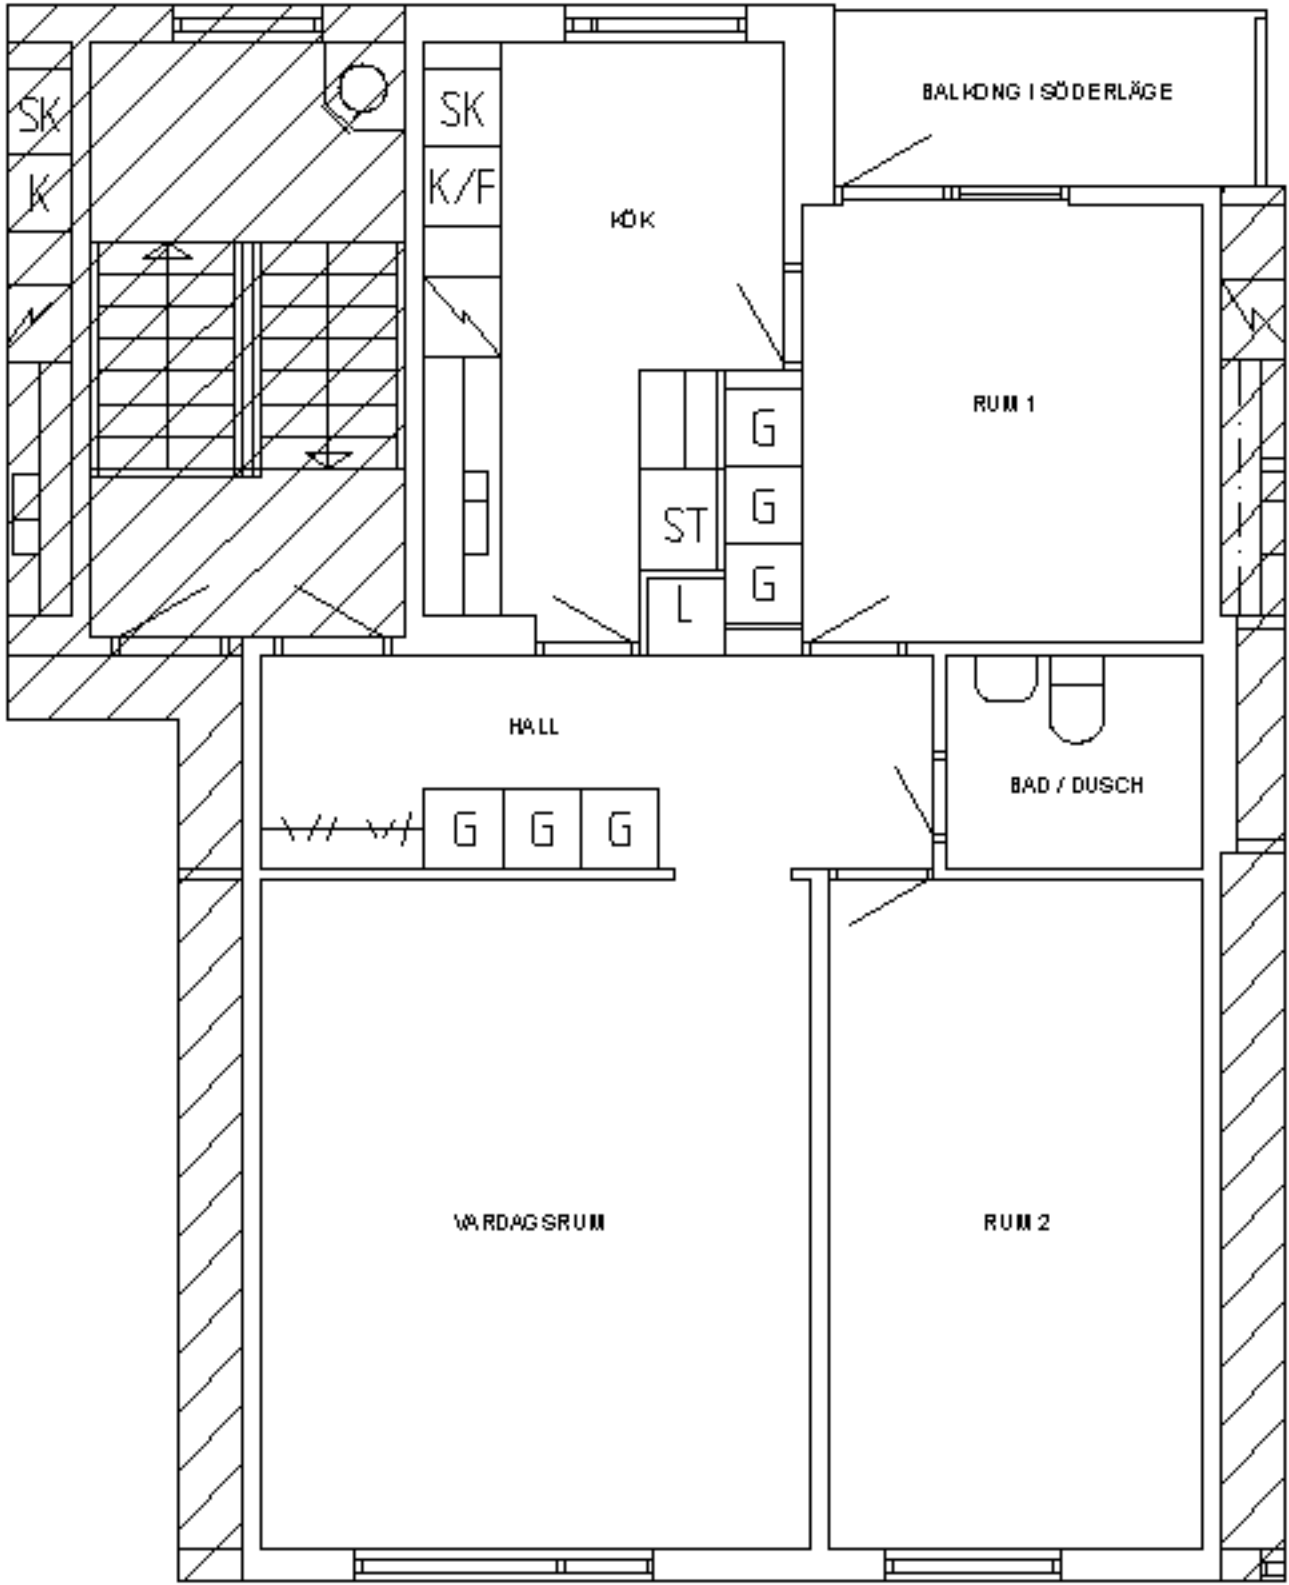 BALKONG I SÖDERLÄGE
SK
SK
K
K/F
KÖK
RUM 1
G
G
ST
G
L
HALL
BAD / DUSCH
G G G
VARDAGSRUM
RUM 2